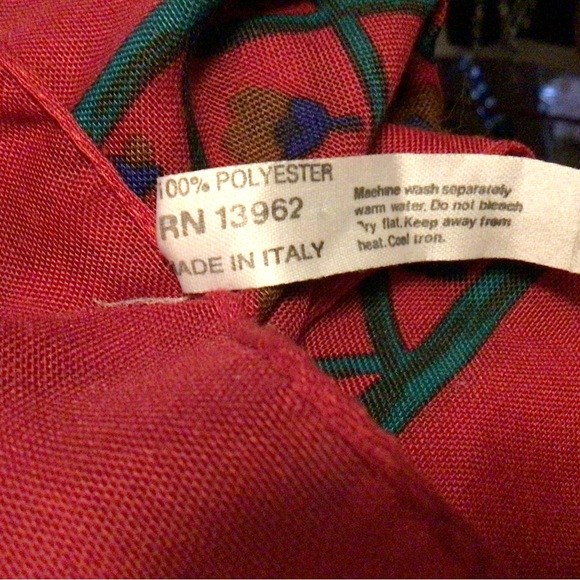 100% POLYESTER
RN 13962
MADE IN ITALY
Machine wash separately
warm water. Do not bleach
Dry flat. Keep away from
heat. Cool iron.